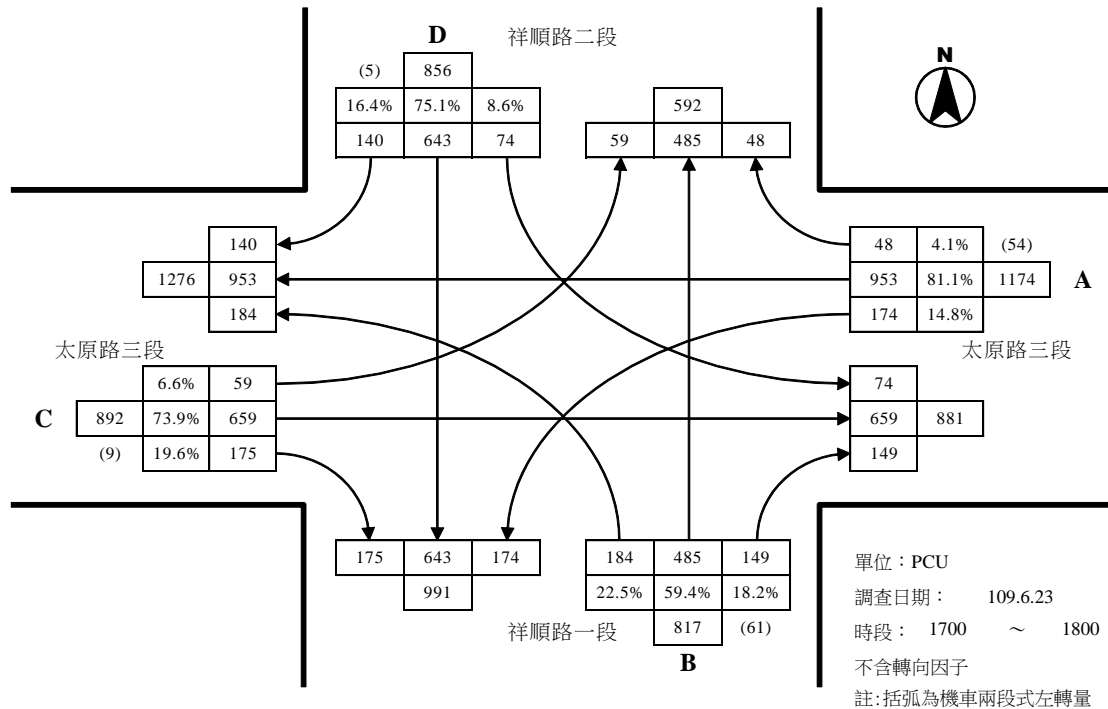 D 祥順路二段
N
(5) 856
16.4% 75.1% 8.6%
140 643 74
592
59 485 48
140
1276 953
184
48 4.1% (54)
953 81.1% 1174 A
174 14.8%
太原路三段
太原路三段
6.6% 59
C 892 73.9% 659
(9) 19.6% 175
74
659 881
149
175 643 174
991
184 485 149
22.5% 59.4% 18.2%
817 (61)
祥順路一段
B
單位：PCU
調查日期： 109.6.23
時段： 1700 ～ 1800
不含轉向因子
註:括弧為機車兩段式左轉量